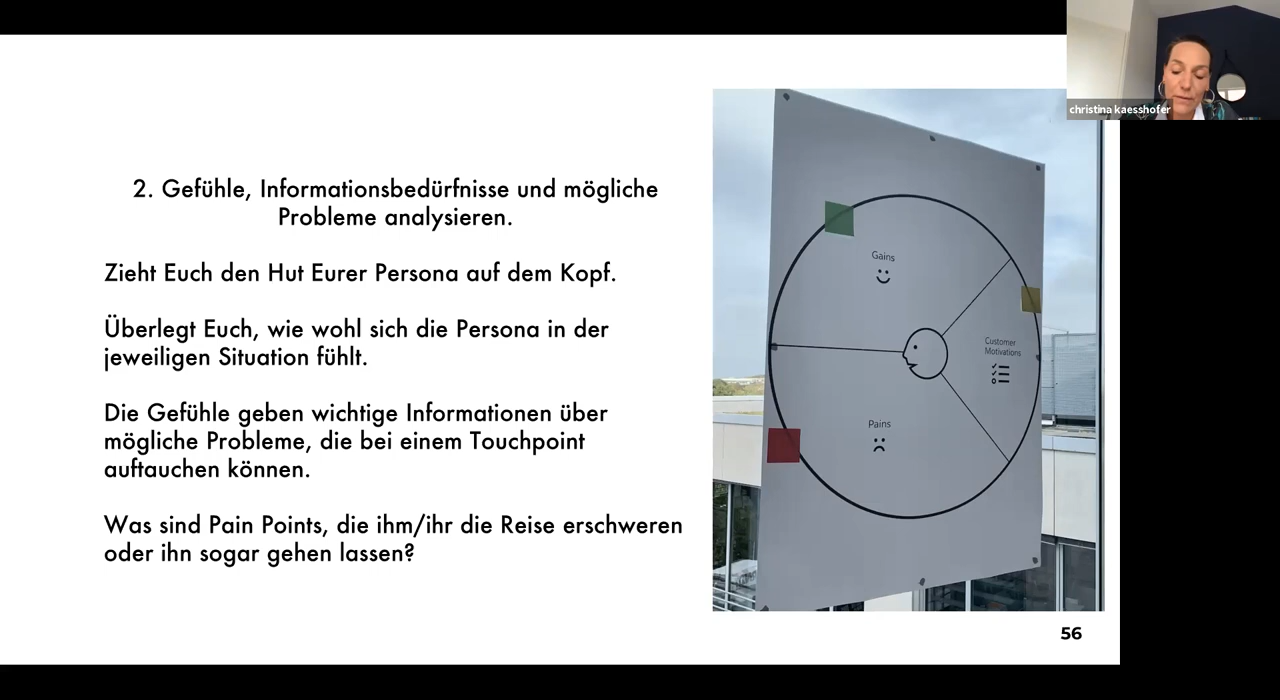 christina kaesshofer
2. Gefühle, Informationsbedürfnisse und mögliche
Probleme analysieren.
Zieht Euch den Hut Eurer Persona auf dem Kopf.
Überlegt Euch, wie wohl sich die Persona in der
jeweiligen Situation fühlt.
Die Gefühle geben wichtige Informationen über
mögliche Probleme, die bei einem Touchpoint
auftauchen können.
Was sind Pain Points, die ihm/ihr die Reise erschweren
oder ihn sogar gehen lassen?
Gains
Customer
Motivations
Pains
56